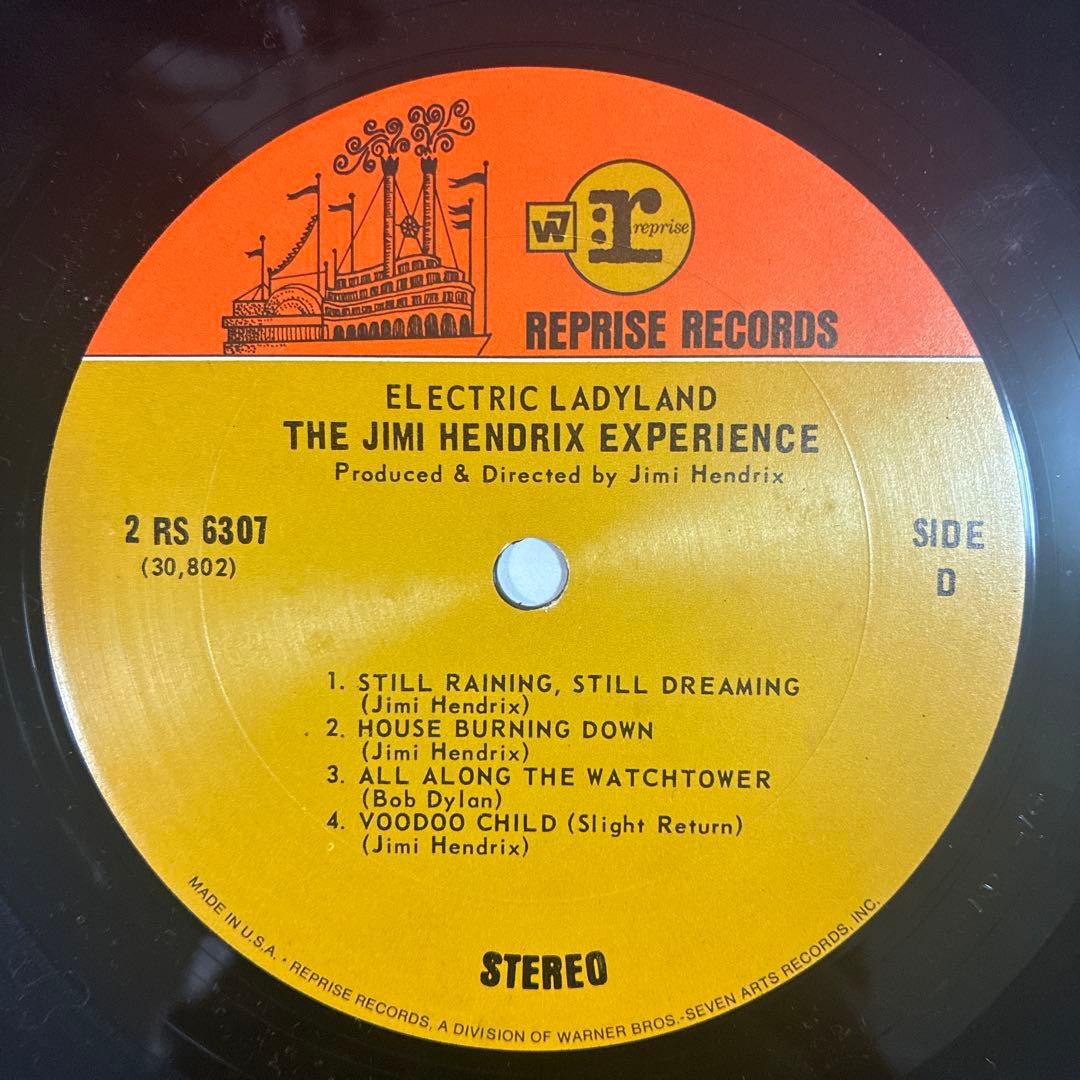 W7
r reprise
REPRISE RECORDS
ELECTRIC LADYLAND
THE JIMI HENDRIX EXPERIENCE
Produced & Directed by Jimi Hendrix
2 RS 6307
(30,802)
SIDE
D
1. STILL RAINING, STILL DREAMING
(Jimi Hendrix)
2. HOUSE BURNING DOWN
(Jimi Hendrix)
3. ALL ALONG THE WATCHTOWER
(Bob Dylan)
4. VOODOO CHILD (Slight Return)
(Jimi Hendrix)
STEREO
MADE IN U.S.A. • REPRISE RECORDS, A DIVISION OF WARNER BROS.-SEVEN ARTS RECORDS, INC.